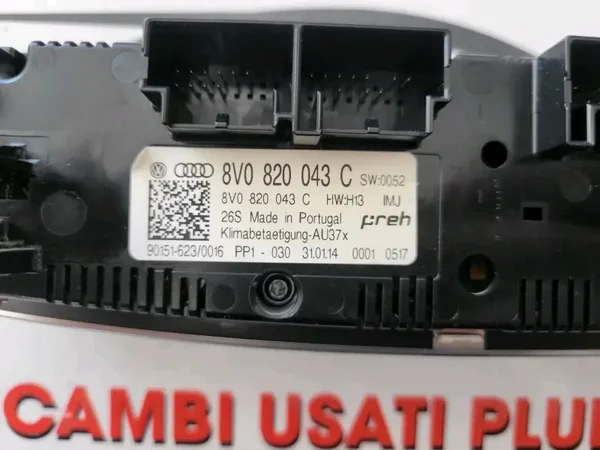 8V0 820 043 C SW:0052
8V0 820 043 C HW:H13 IMJ
26S Made in Portugal preh
Klimabetaetigung-AU37x
90151-623/0016 PP1 - 030 31.01.14 0001 0517
CAMBI USATI PLU